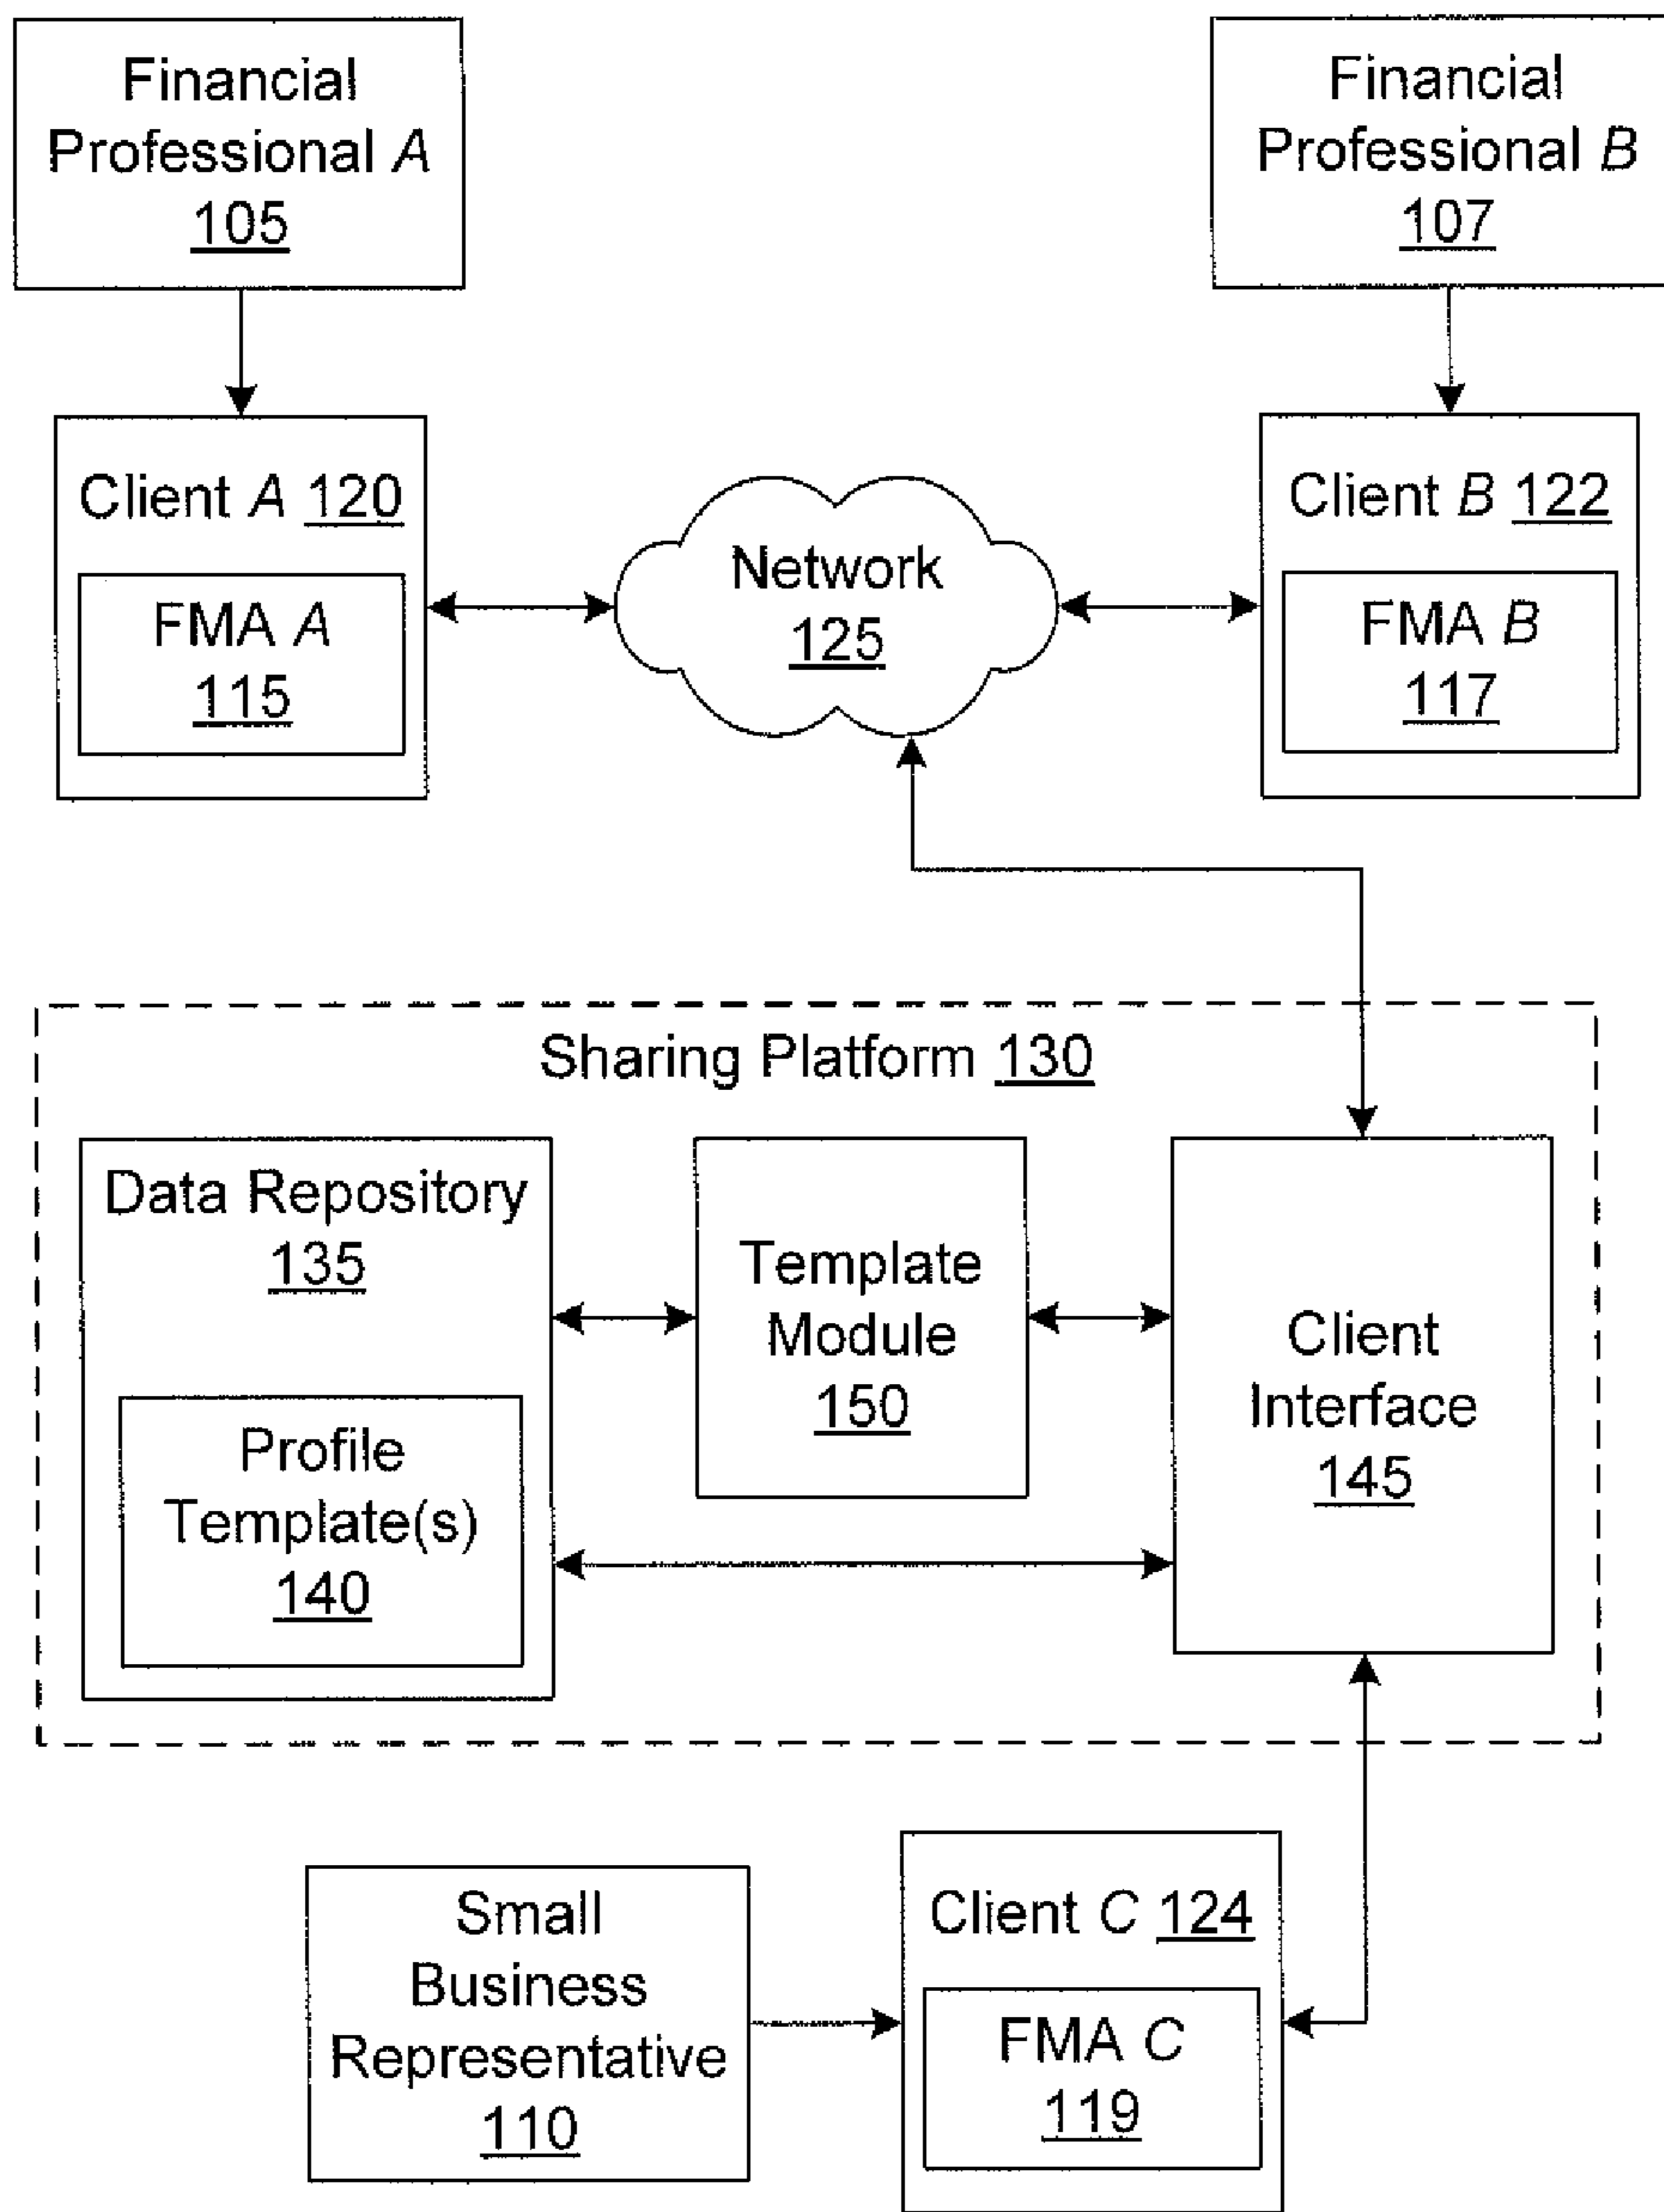 Financial
Professional A
105
Financial
Professional B
107
Client A 120
FMA A
115
Network
125
Client B 122
FMA B
117
Sharing Platform 130
Data Repository
135
Profile
Template(s)
140
Template
Module
150
Client
Interface
145
Small
Business
Representative
110
Client C 124
FMA C
119